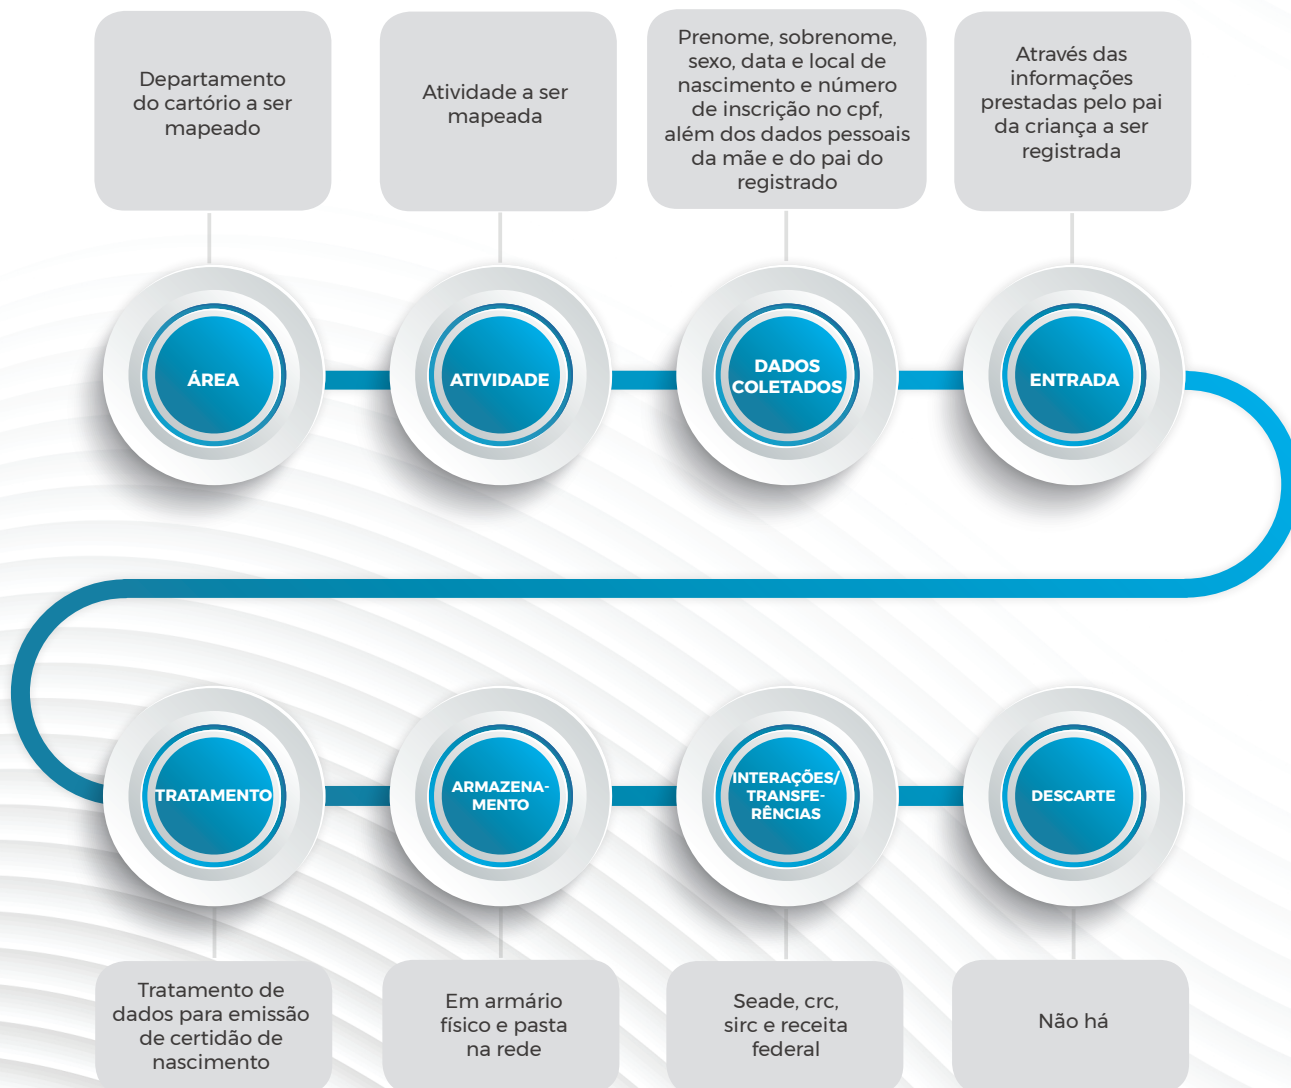 Departamento
do cartório a ser
mapeado
Atividade a ser
mapeada
Prenome, sobrenome,
sexo, data e local de
nascimento e número
de inscrição no cpf,
além dos dados pessoais
da mãe e do pai do
registrado
Através das
informações
prestadas pelo pai
da criança a ser
registrada
ÁREA
ATIVIDADE
DADOS
COLETADOS
ENTRADA
TRATAMENTO
ARMAZENA-
MENTO
INTERAÇÕES/
TRANSFE-
RÊNCIAS
DESCARTE
Tratamento de
dados para emissão
de certidão de
nascimento
Em armário
físico e pasta
na rede
Seade, crc,
sirc e receita
federal
Não há